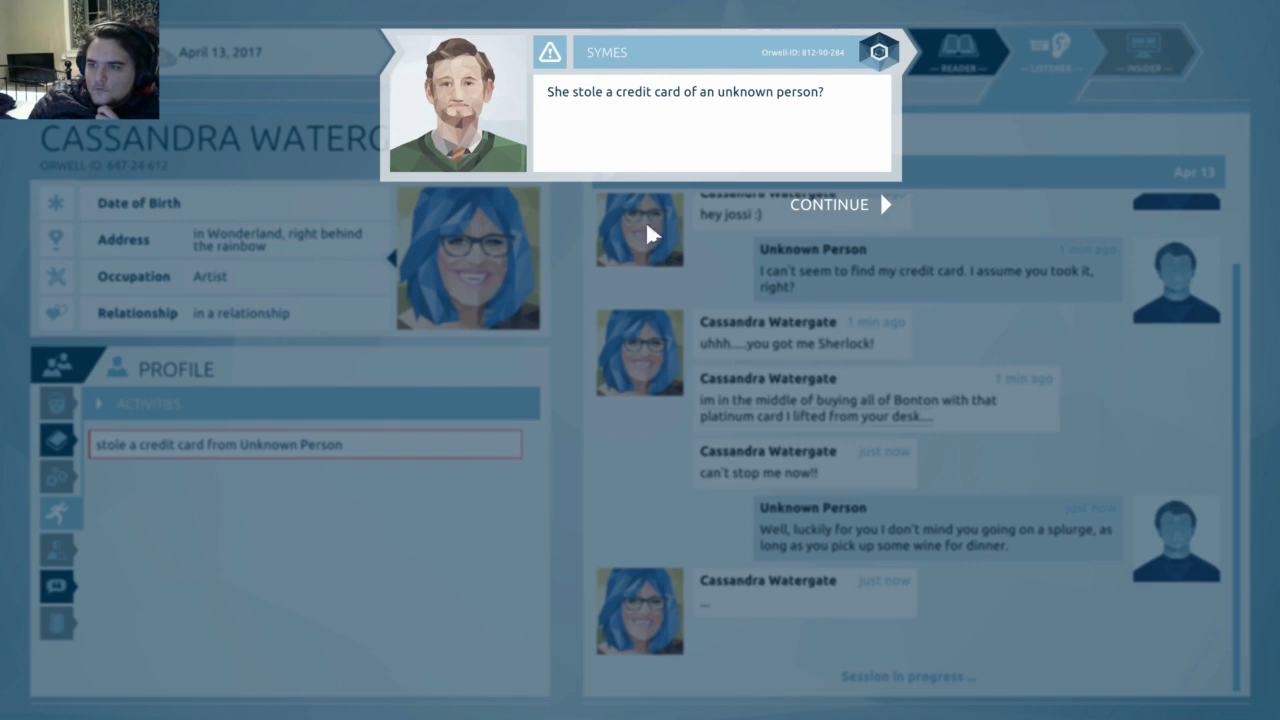 April 13, 2017
SYMES
Orwell-ID: 812-90-284
She stole a credit card of an unknown person?
CONTINUE
READER
LISTENER
INSIDER
CASSANDRA WATERG
ORWELL-ID: 647-24-612
Date of Birth
Address
in Wonderland, right behind
the rainbow
Occupation
Artist
Relationship
in a relationship
PROFILE
ACTIVITIES
stole a credit card from Unknown Person
Apr 13
Cassandra Watergate
hey jossi :)
Unknown Person 1 min ago
I can't seem to find my credit card. I assume you took it,
right?
Cassandra Watergate 1 min ago
uhhh.....you got me Sherlock!
Cassandra Watergate 1 min ago
im in the middle of buying all of Bonton with that
platinum card I lifted from your desk....
Cassandra Watergate just now
can't stop me now!!
Unknown Person just now
Well, luckily for you I don't mind you going on a splurge, as
long as you pick up some wine for dinner.
Cassandra Watergate just now
...
Session in progress ...